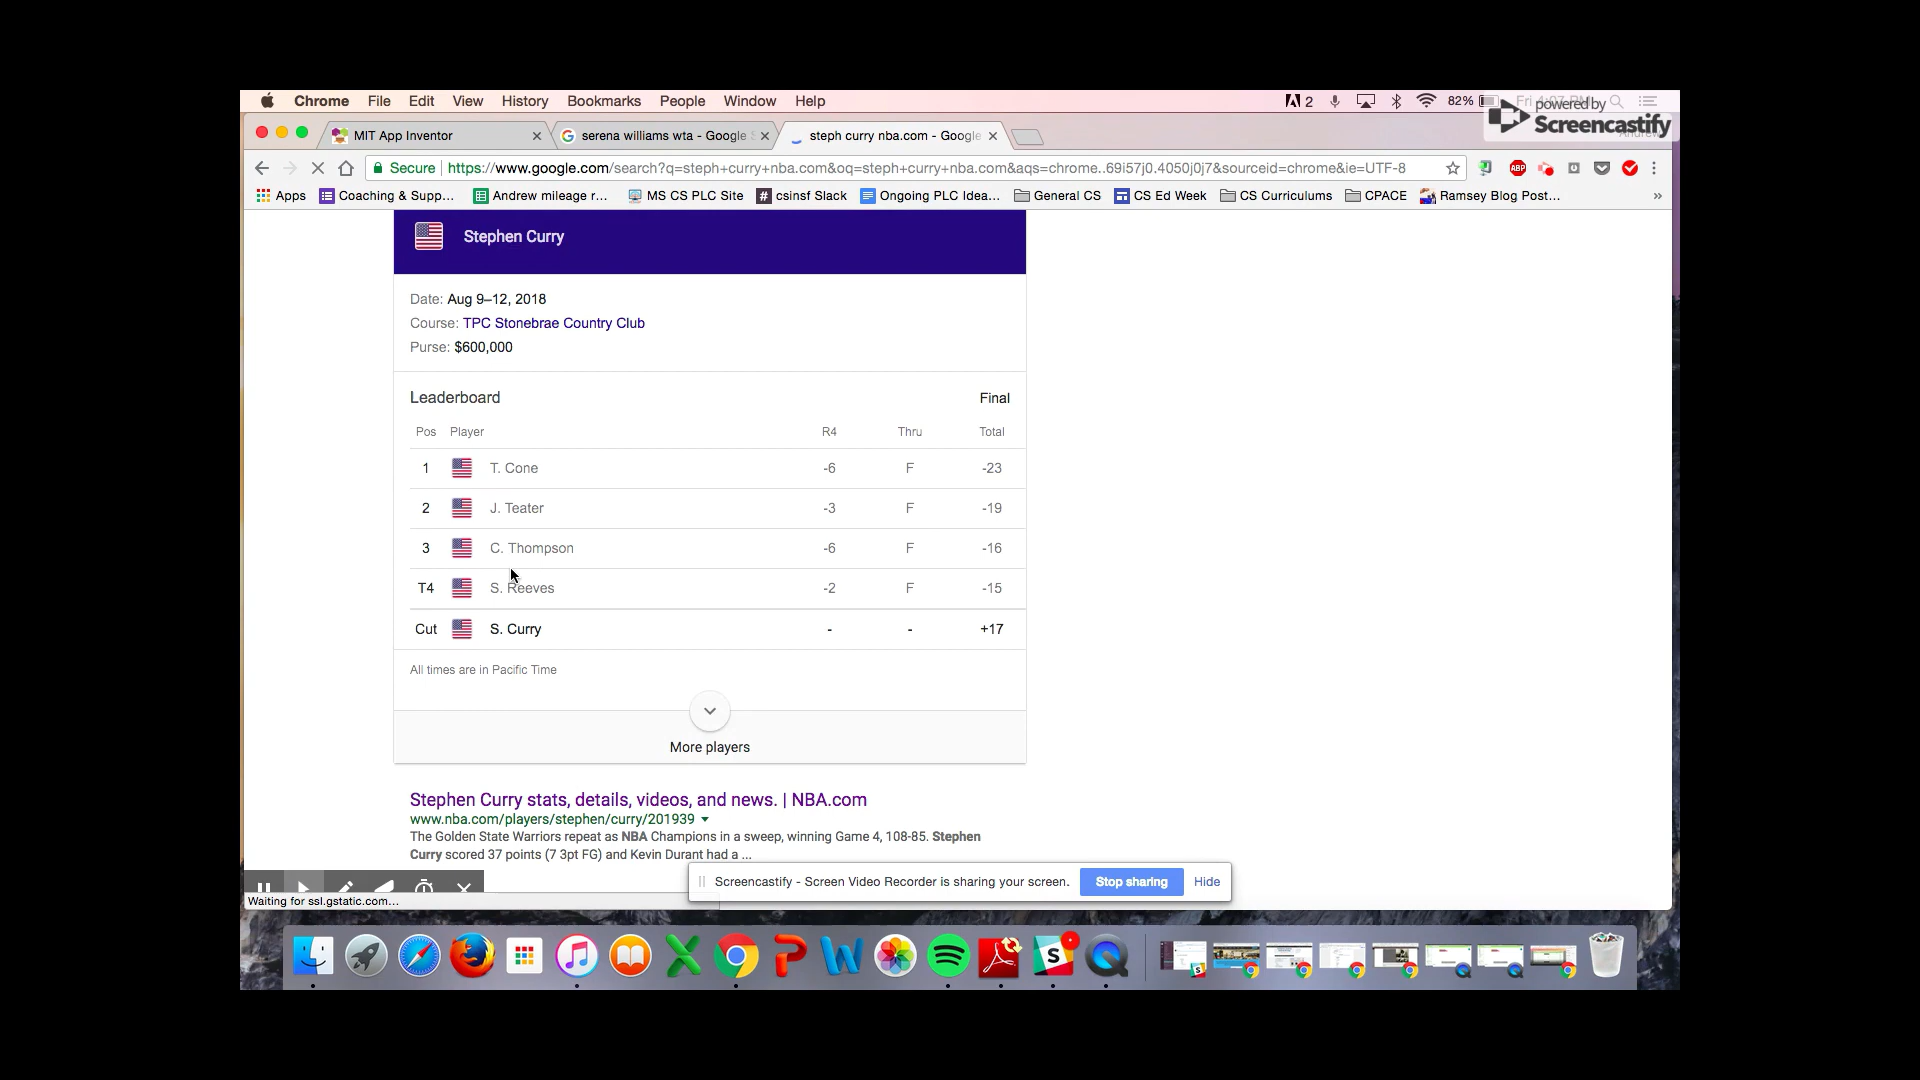 Chrome File Edit View History Bookmarks People Window Help
2 82%
powered by
Screencastify
MIT App Inventor
serena williams wta - Google S
steph curry nba.com - Google
Secure https://www.google.com/search?q=steph+curry+nba.com&oq=steph+curry+nba.com&aqs=chrome..69i57j0.4050j0j7&sourceid=chrome&ie=UTF-8
ABP
Apps Coaching & Supp... Andrew mileage r... MS CS PLC Site # csinsf Slack Ongoing PLC Idea... General CS CS Ed Week CS Curriculums CPACE Ramsey Blog Post... »
Stephen Curry
Date: Aug 9–12, 2018
Course: TPC Stonebrae Country Club
Purse: $600,000
Leaderboard Final
Pos Player R4 Thru Total
1 T. Cone -6 F -23
2 J. Teater -3 F -19
3 C. Thompson -6 F -16
T4 S. Reeves -2 F -15
Cut S. Curry - - +17
All times are in Pacific Time
More players
Stephen Curry stats, details, videos, and news. | NBA.com
www.nba.com/players/stephen/curry/201939
The Golden State Warriors repeat as NBA Champions in a sweep, winning Game 4, 108-85. Stephen
Curry scored 37 points (7 3pt FG) and Kevin Durant had a ...
Screencastify - Screen Video Recorder is sharing your screen. Stop sharing Hide
Waiting for ssl.gstatic.com...